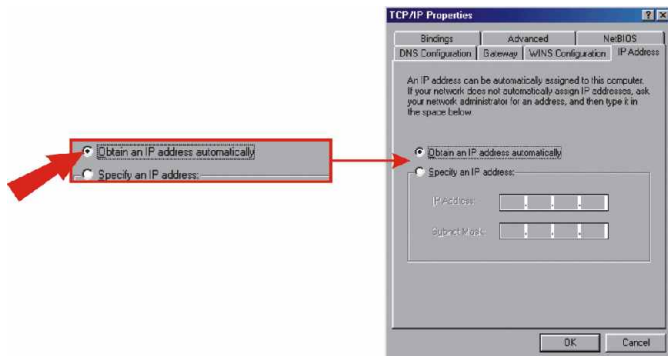 Obtain an IP address automatically
Specify an IP address:
TCP/IP Properties
Bindings Advanced NetBIOS
DNS Configuration Gateway WINS Configuration IP Address
An IP address can be automatically assigned to this computer.
If your network does not automatically assign IP addresses, ask
your network administrator for an address, and then type it in
the space below.
Obtain an IP address automatically
Specify an IP address:
IP Address:
Subnet Mask:
OK Cancel